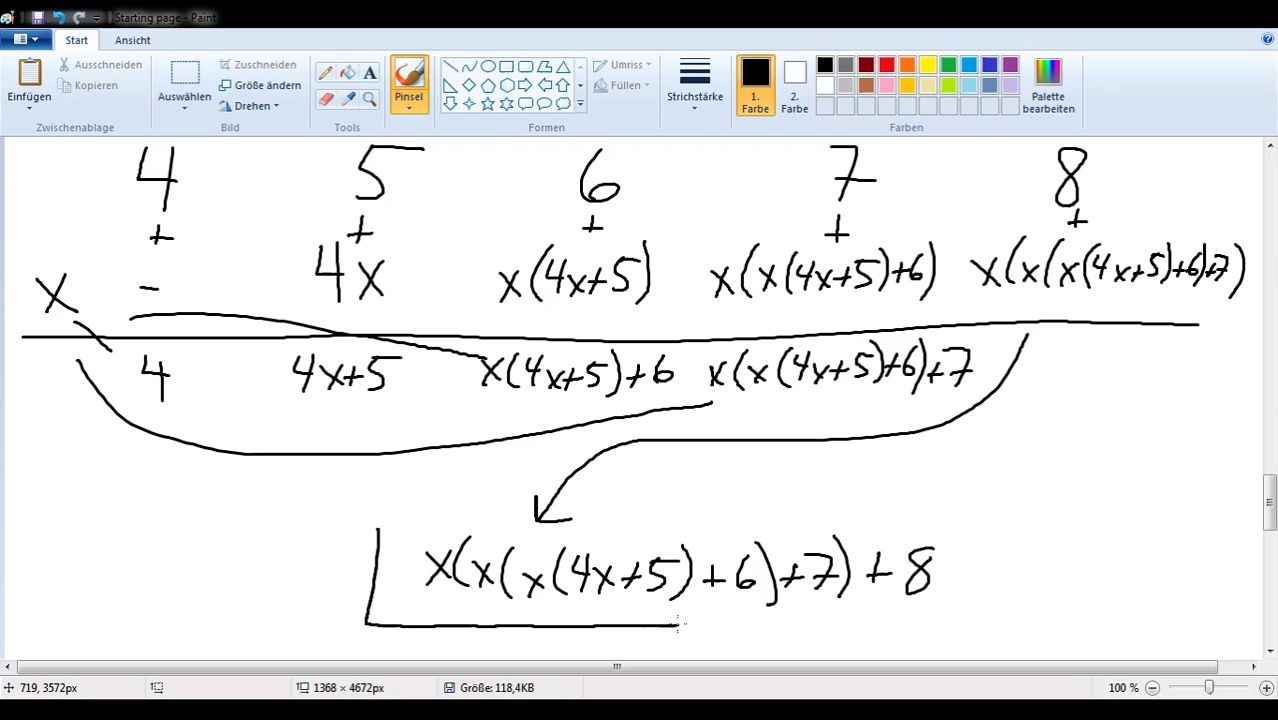 Starting page - Paint
Start Ansicht
Einfügen
Ausschneiden
Kopieren
Zwischenablage
Auswählen
Zuschneiden
Größe ändern
Drehen
Bild
Pinsel
Tools
Umriss
Füllen
Formen
Strichstärke
1. Farbe
2. Farbe
Palette bearbeiten
Farben
4 5 6 7 8
+ + + + +
x - 4x x(4x+5) x(x(4x+5)+6) x(x(x(4x+5)+6)+7)
4 4x+5 x(4x+5)+6 x(x(4x+5)+6)+7
x(x(x(4x+5)+6)+7)+8
719, 3572px
1368 × 4672px
Größe: 118,4KB
100 %